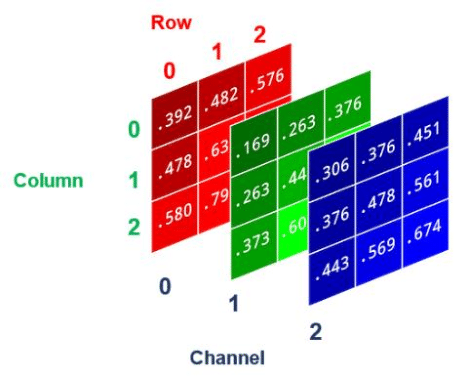 Row
0 1 2
Column
0
1
2
.392 .482 .576
.478 .63
.580 .79
.169 .263 .376
.263 .44
.373 .60
.306 .376 .451
.376 .478 .561
.443 .569 .674
0
1
2
Channel